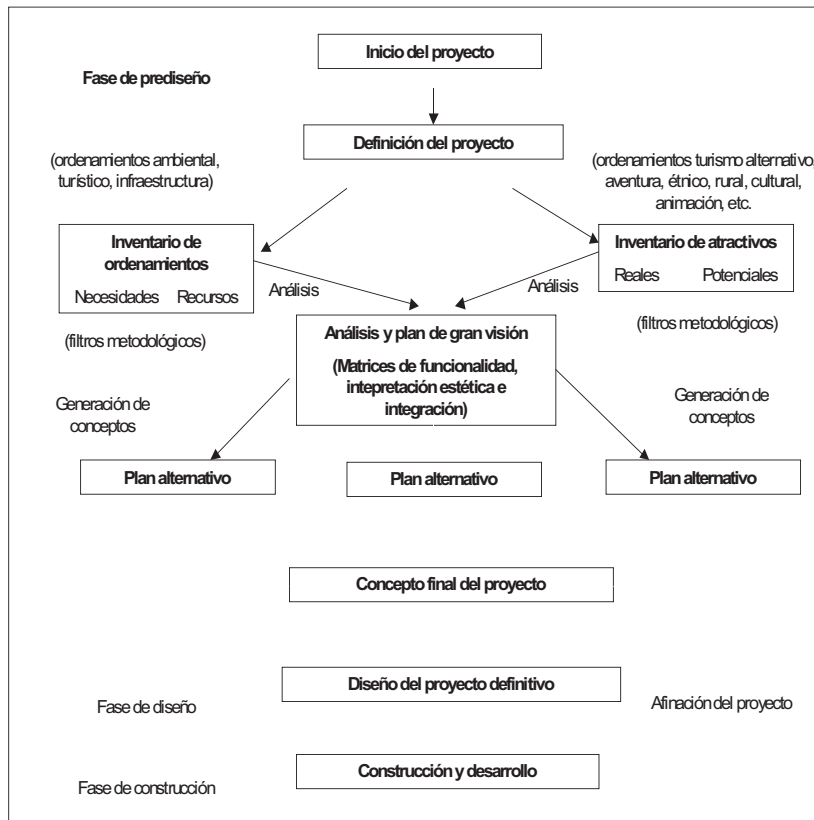 Inicio del proyecto
Fase de prediseño
Definición del proyecto
(ordenamientos ambiental,
turístico, infraestructura)
(ordenamientos turismo alternativo,
aventura, étnico, rural, cultural,
animación, etc.
Inventario de
ordenamientos
Necesidades Recursos
Inventario de atractivos
Reales Potenciales
Análisis
Análisis
(filtros metodológicos)
(filtros metodológicos)
Análisis y plan de gran visión
(Matrices de funcionalidad,
intepretación estética e
integración)
Generación de
conceptos
Generación de
conceptos
Plan alternativo
Plan alternativo
Plan alternativo
Concepto final del proyecto
Diseño del proyecto definitivo
Fase de diseño
Afinación del proyecto
Construcción y desarrollo
Fase de construcción